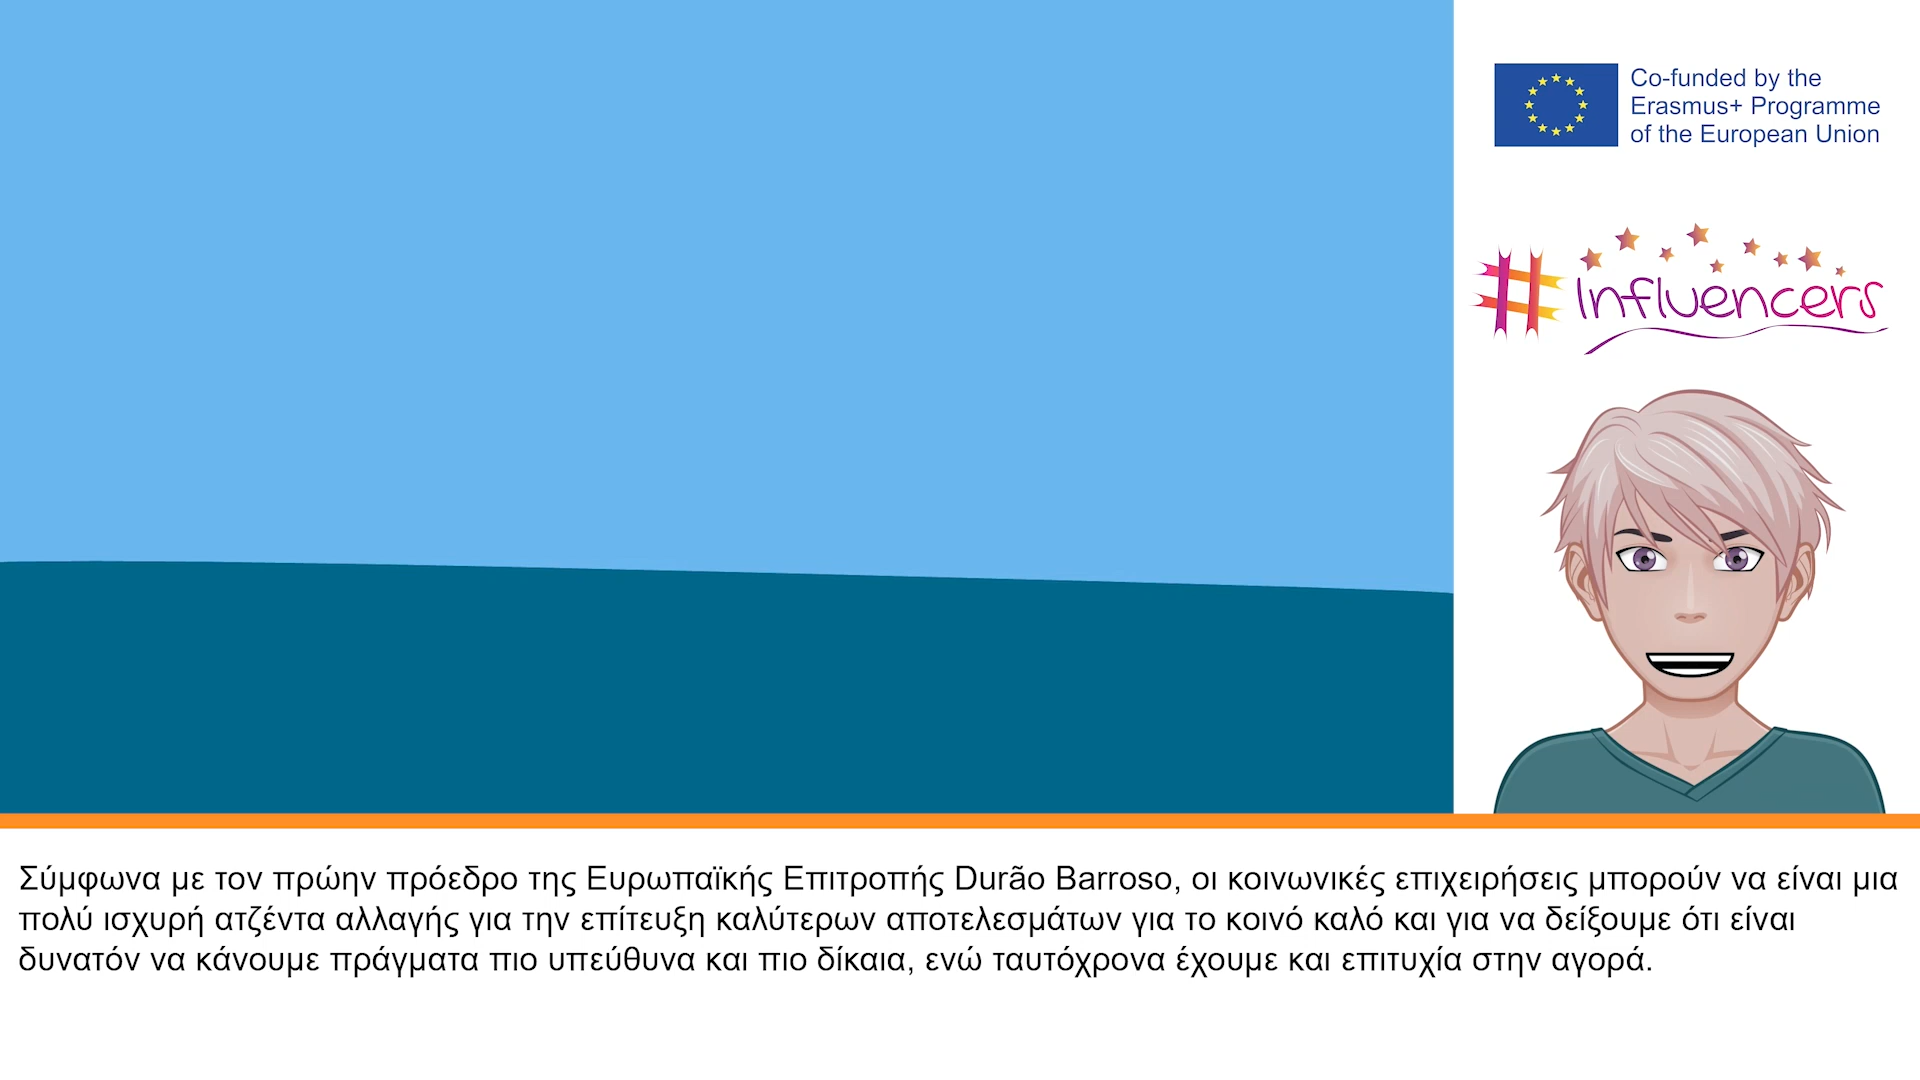 Co-funded by the
Erasmus+ Programme
of the European Union
#Influencers
Σύμφωνα με τον πρώην πρόεδρο της Ευρωπαϊκής Επιτροπής Durão Barroso, οι κοινωνικές επιχειρήσεις μπορούν να είναι μια
πολύ ισχυρή ατζέντα αλλαγής για την επίτευξη καλύτερων αποτελεσμάτων για το κοινό καλό και για να δείξουμε ότι είναι
δυνατόν να κάνουμε πράγματα πιο υπεύθυνα και πιο δίκαια, ενώ ταυτόχρονα έχουμε και επιτυχία στην αγορά.